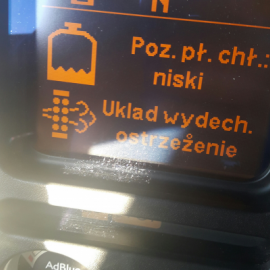 N
Poz. pł. chł.:
niski
Układ wydech.
ostrzeżenie
AdBlue